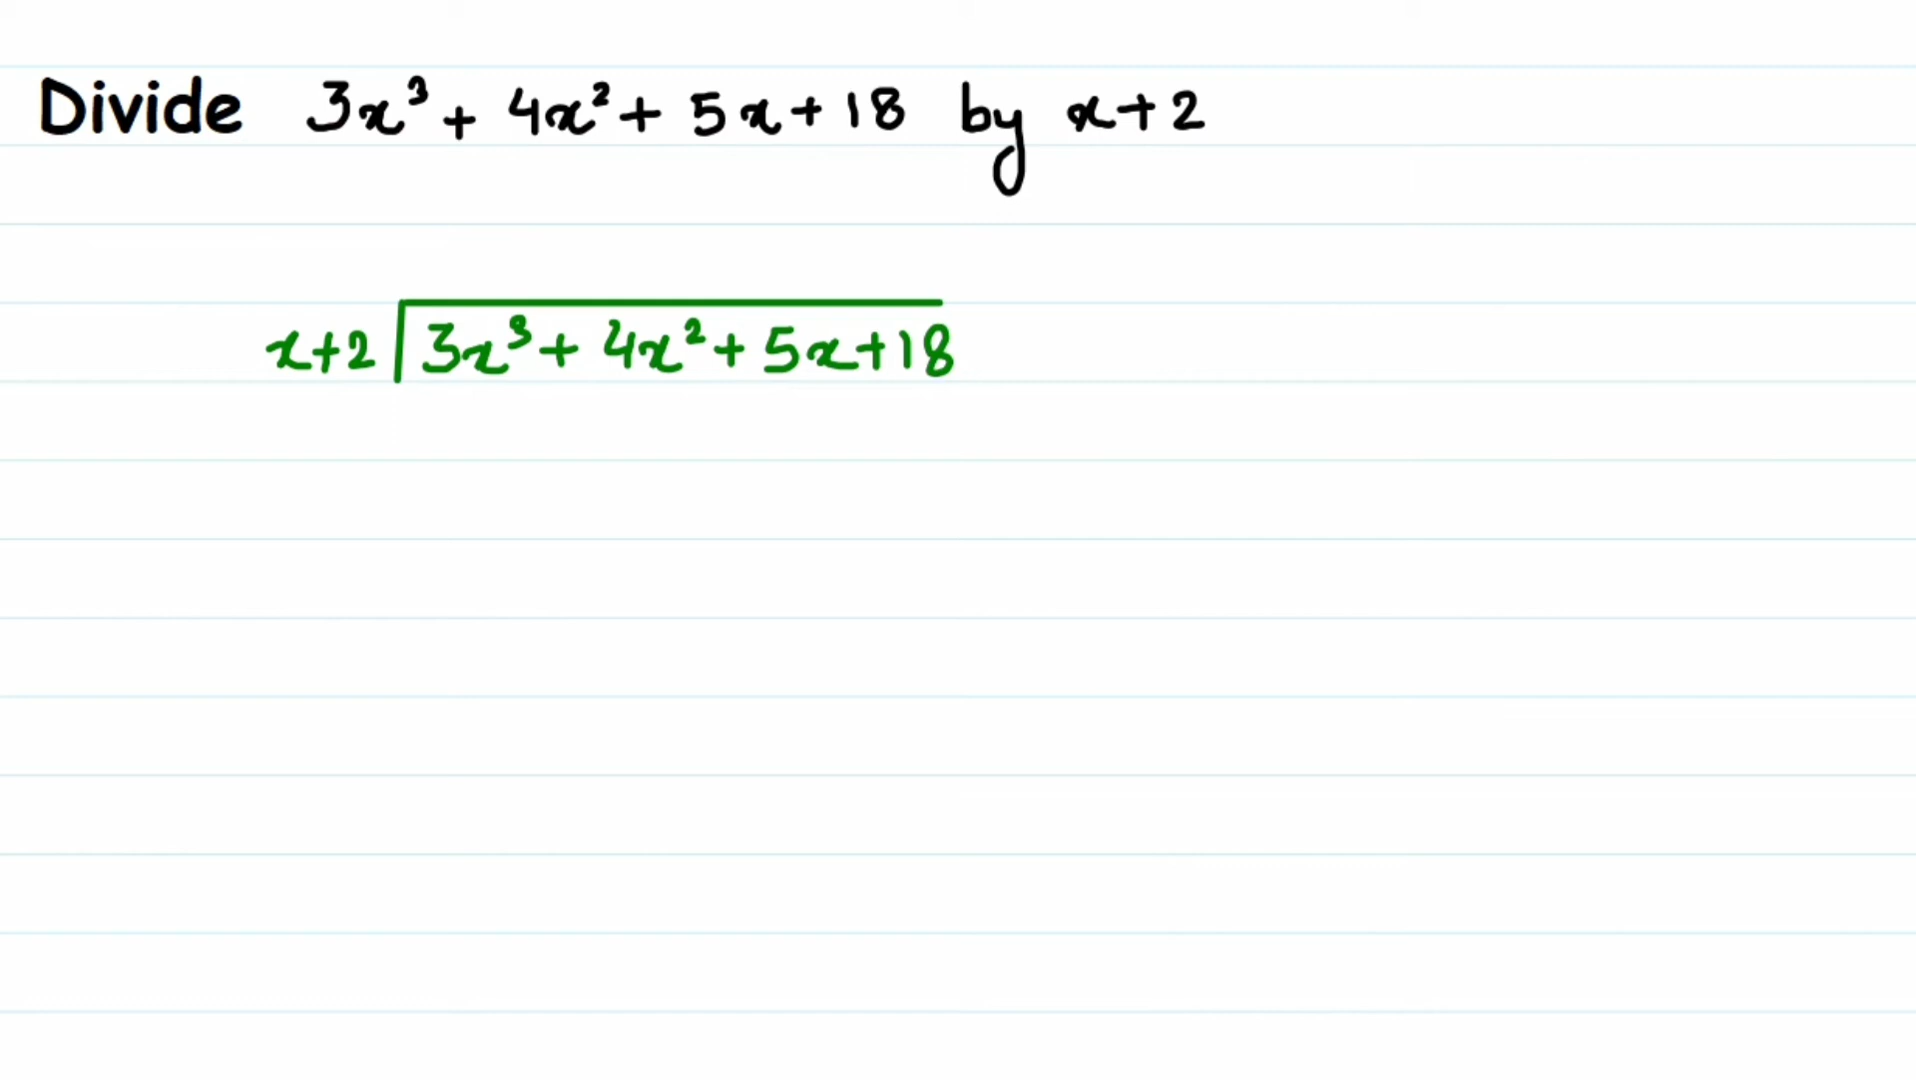 Divide 3x³ + 4x² + 5x + 18 by x + 2
x+2 | 3x³ + 4x² + 5x + 18